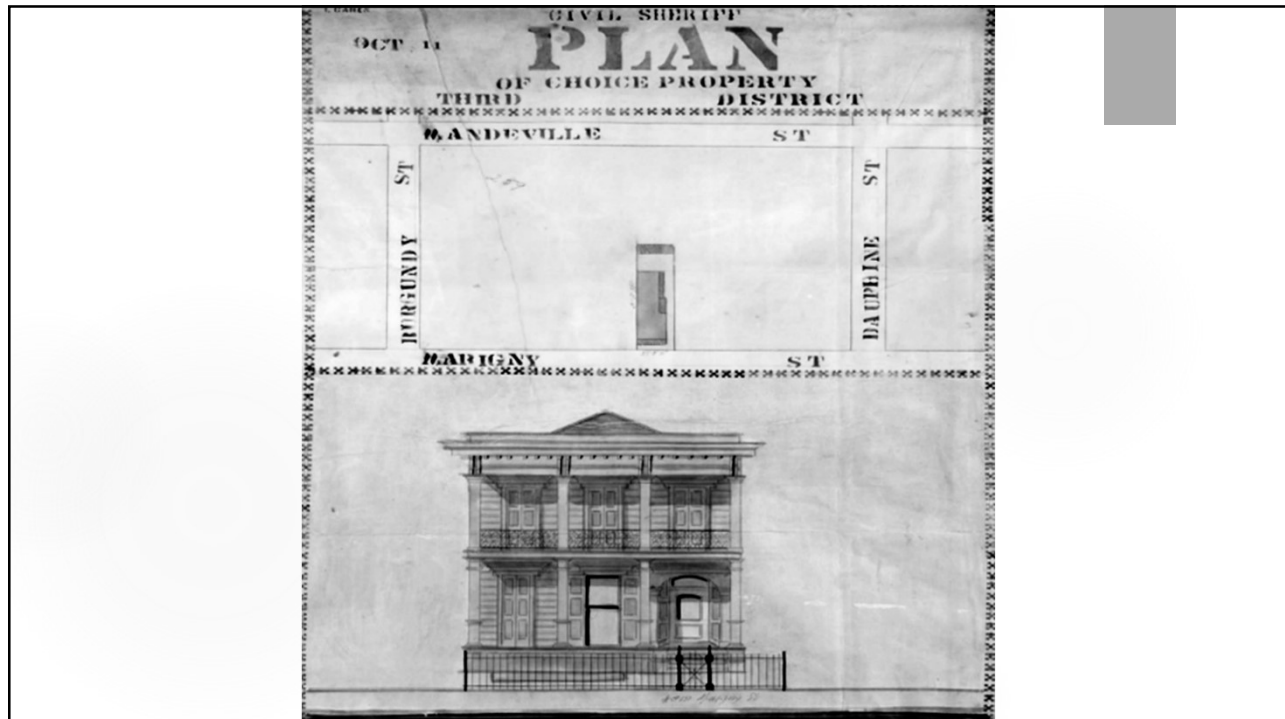 CIVIL SHERIFF
OCT. 11
PLAN
OF CHOICE PROPERTY
THIRD DISTRICT
MANDEVILLE ST
BURGUNDY ST
DAUPHINE ST
MARIGNY ST